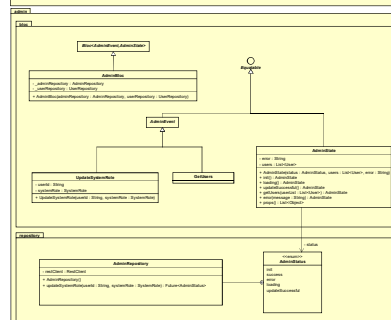 admin
bloc
Bloc<AdminEvent,AdminState>
Equatable
AdminBloc
- _adminRepository : AdminRepository
- _userRepository : UserRepository
+ AdminBloc(adminRepository : AdminRepository, userRepository : UserRepository)
AdminEvent
UpdateSystemRole
- userId : String
- systemRole : SystemRole
+ UpdateSystemRole(userId : String, systemRole : SystemRole)
GetUsers
AdminState
- error : String
- users : List<User>
+ AdminState(status : AdminStatus, users : List<User>, error : String)
+ init() : AdminState
+ loading() : AdminState
+ updateSuccessful() : AdminState
+ getUsers(userList : List<User>) : AdminState
+ error(message : String) : AdminState
+ props() : List<Object>
-status
repository
AdminRepository
- restClient : RestClient
+ AdminRepository()
+ updateSystemRole(userId : String, systemRole : SystemRole) : Future<AdminStatus>
<<enum>>
AdminStatus
init
success
error
loading
updateSuccessful